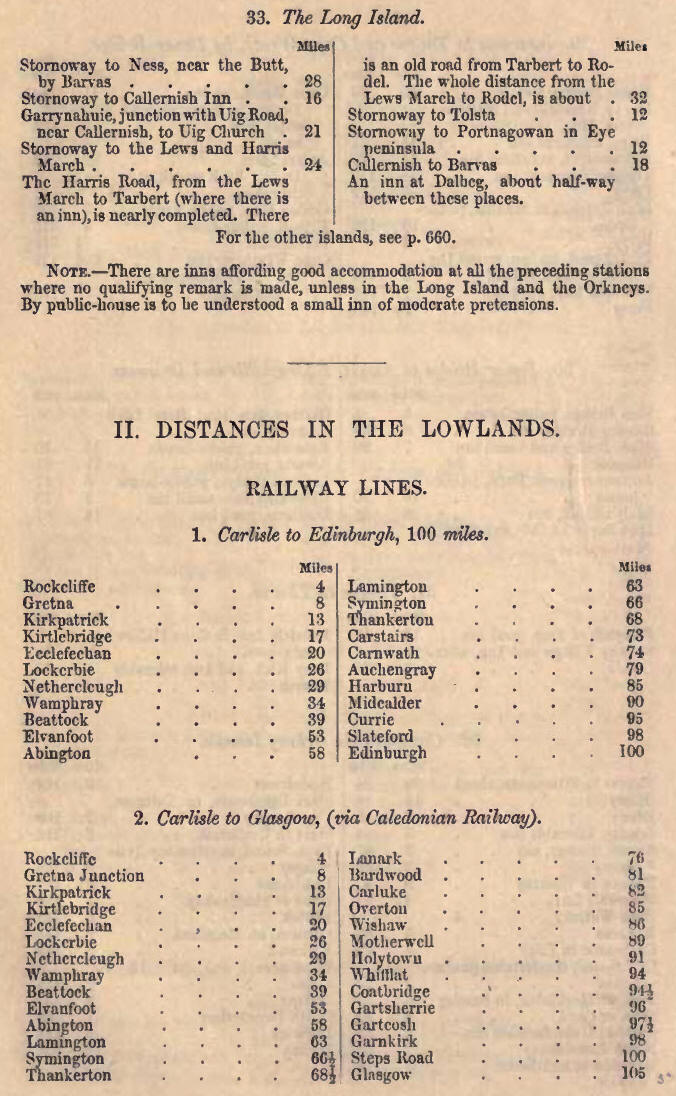 33. The Long Island.
Miles
Stornoway to Ness, near the Butt,
by Barvas . . . . . 28
Stornoway to Callernish Inn . . 16
Garrynahuie, junction with Uig Road,
near Callernish, to Uig Church . 21
Stornoway to the Lews and Harris
March . . . . . . . 24
The Harris Road, from the Lews
March to Tarbert (where there is
an inn), is nearly completed. There
Miles
is an old road from Tarbert to Ro-
del. The whole distance from the
Lews March to Rodel, is about . 32
Stornoway to Tolsta . . . 12
Stornoway to Portnagowan in Eye
peninsula . . . . . 12
Callernish to Barvas . . . 18
An inn at Dalbeg, about half-way
between these places.
For the other islands, see p. 660.
NOTE.—There are inns affording good accommodation at all the preceding stations
where no qualifying remark is made, unless in the Long Island and the Orkneys.
By public-house is to be understood a small inn of moderate pretensions.
II. DISTANCES IN THE LOWLANDS.
RAILWAY LINES.
1. Carlisle to Edinburgh, 100 miles.
Miles
Rockcliffe . . . . 4
Gretna . . . . . 8
Kirkpatrick . . . . 13
Kirtlebridge . . . . 17
Ecclefechan . . . . 20
Lockerbie . . . . 26
Nethercleugh . . . . 29
Wamphray . . . . 34
Beattock . . . . 39
Elvanfoot . . . . 53
Abington . . . 58
Miles
Lamington . . . . 63
Symington . . . . 66
Thankerton . . . . 68
Carstairs . . . . 73
Carnwath . . . . 74
Auchengray . . . . 79
Harburn . . . . 85
Midcalder . . . . 90
Currie . . . . . 95
Slateford . . . . 98
Edinburgh . . . . 100
2. Carlisle to Glasgow, (via Caledonian Railway).
Rockcliffe . . . . 4
Gretna Junction . . . 8
Kirkpatrick . . . . 13
Kirtlebridge . . . . 17
Ecclefechan . . . . 20
Lockerbie . . . . 26
Nethercleugh . . . . 29
Wamphray . . . . 34
Beattock . . . . 39
Elvanfoot . . . . 53
Abington . . . . 58
Lamington . . . . 63
Symington . . . . 66½
Thankerton . . . . 68½
Lanark . . . . . 76
Bardwood . . . . . 81
Carluke . . . . . 82
Overton . . . . . 85
Wishaw . . . . . 86
Motherwell . . . . 89
Holytown . . . . . 91
Whifflat . . . . . 94
Coatbridge . . . . 94½
Gartsherrie . . . . 96
Gartcosh . . . . 97½
Garnkirk . . . . 98
Steps Road . . . . 100
Glasgow . . . . 105